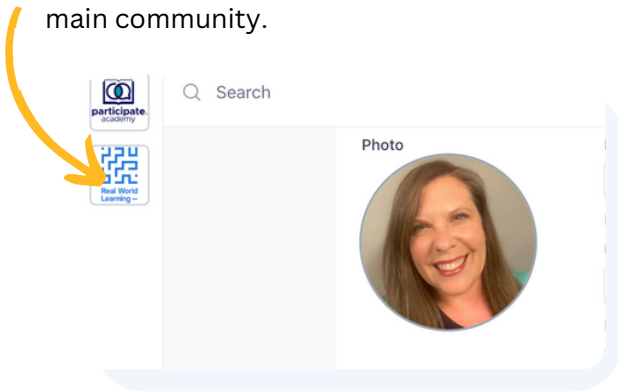 main community.
participate.
academy
Search
Photo
Real World
Learning –